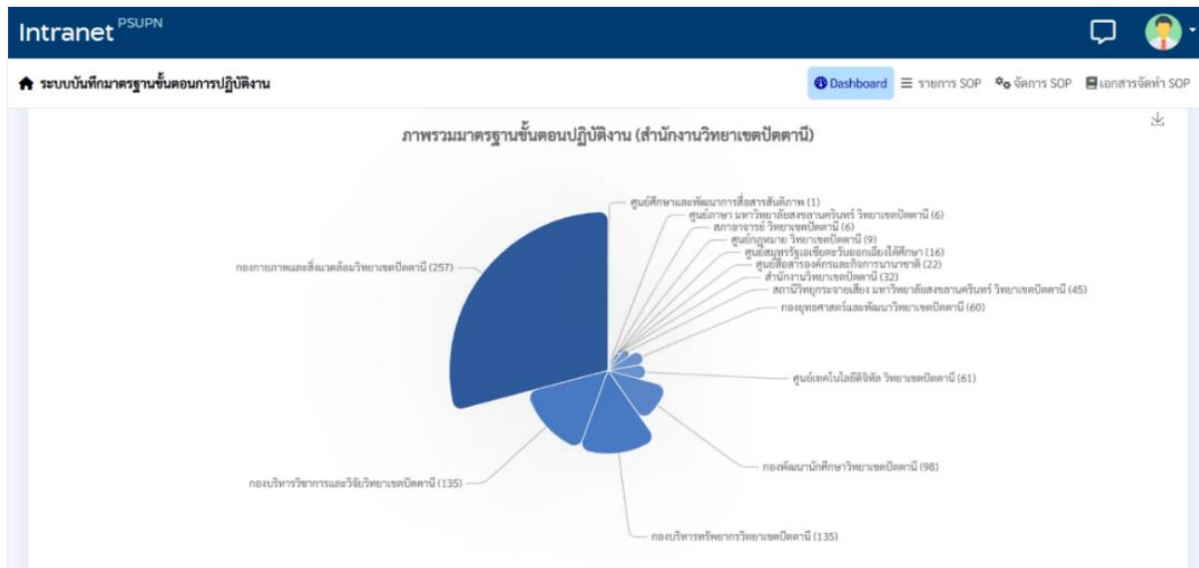 Intranet PSUPN
ระบบบันทึกมาตรฐานขั้นตอนการปฏิบัติงาน
Dashboard
รายการ SOP
จัดการ SOP
เอกสารจัดทำ SOP
ภาพรวมมาตรฐานขั้นตอนปฏิบัติงาน (สำนักงานวิทยาเขตปัตตานี)
ศูนย์ศึกษาและพัฒนาการสื่อสารสันติภาพ (1)
ศูนย์ภาษา มหาวิทยาลัยสงขลานครินทร์ วิทยาเขตปัตตานี (6)
สภาอาจารย์ วิทยาเขตปัตตานี (6)
ศูนย์กฎหมาย วิทยาเขตปัตตานี (9)
ศูนย์สมุทรรัฐเอเชียตะวันออกเฉียงใต้ศึกษา (16)
ศูนย์สื่อสารองค์กรและกิจการนานาชาติ (22)
สำนักงานวิทยาเขตปัตตานี (32)
สถานีวิทยุกระจายเสียง มหาวิทยาลัยสงขลานครินทร์ วิทยาเขตปัตตานี (45)
กองยุทธศาสตร์และพัฒนาวิทยาเขตปัตตานี (60)
ศูนย์เทคโนโลยีดิจิทัล วิทยาเขตปัตตานี (61)
กองพัฒนานักศึกษาวิทยาเขตปัตตานี (98)
กองบริหารทรัพยากรวิทยาเขตปัตตานี (135)
กองบริหารวิชาการและวิจัยวิทยาเขตปัตตานี (135)
กองกายภาพและสิ่งแวดล้อมวิทยาเขตปัตตานี (257)